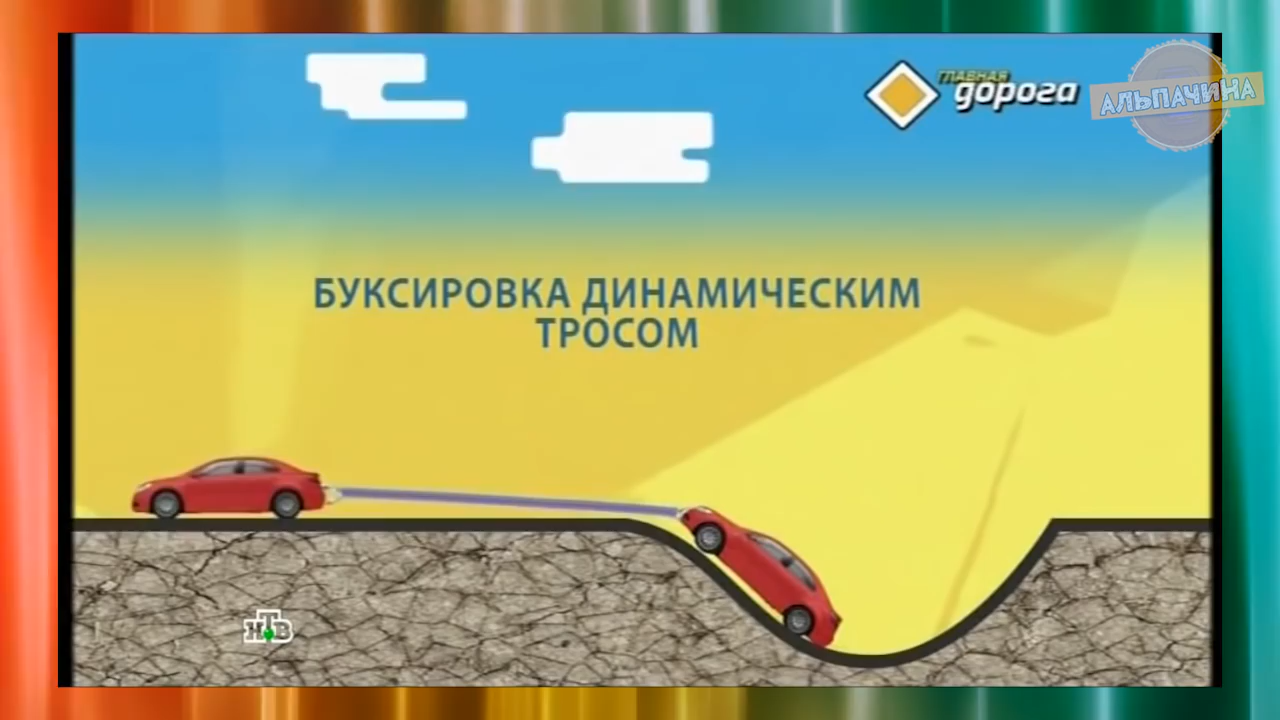 ГЛАВНАЯ
дорога
АЛЬПАЧИНА
БУКСИРОВКА ДИНАМИЧЕСКИМ
ТРОСОМ
НТВ